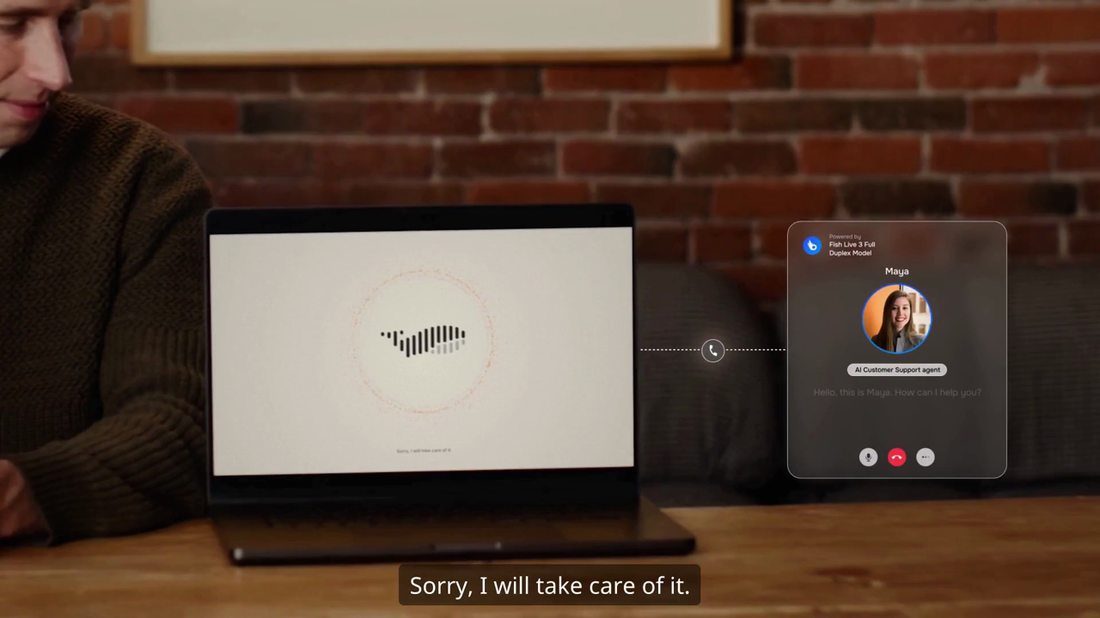 Powered by
Fish Live 3 Full
Duplex Model
Maya
AI Customer Support agent
Hello, this is Maya. How can I help you?
Sorry, I will take care of it.
Sorry, I will take care of it.